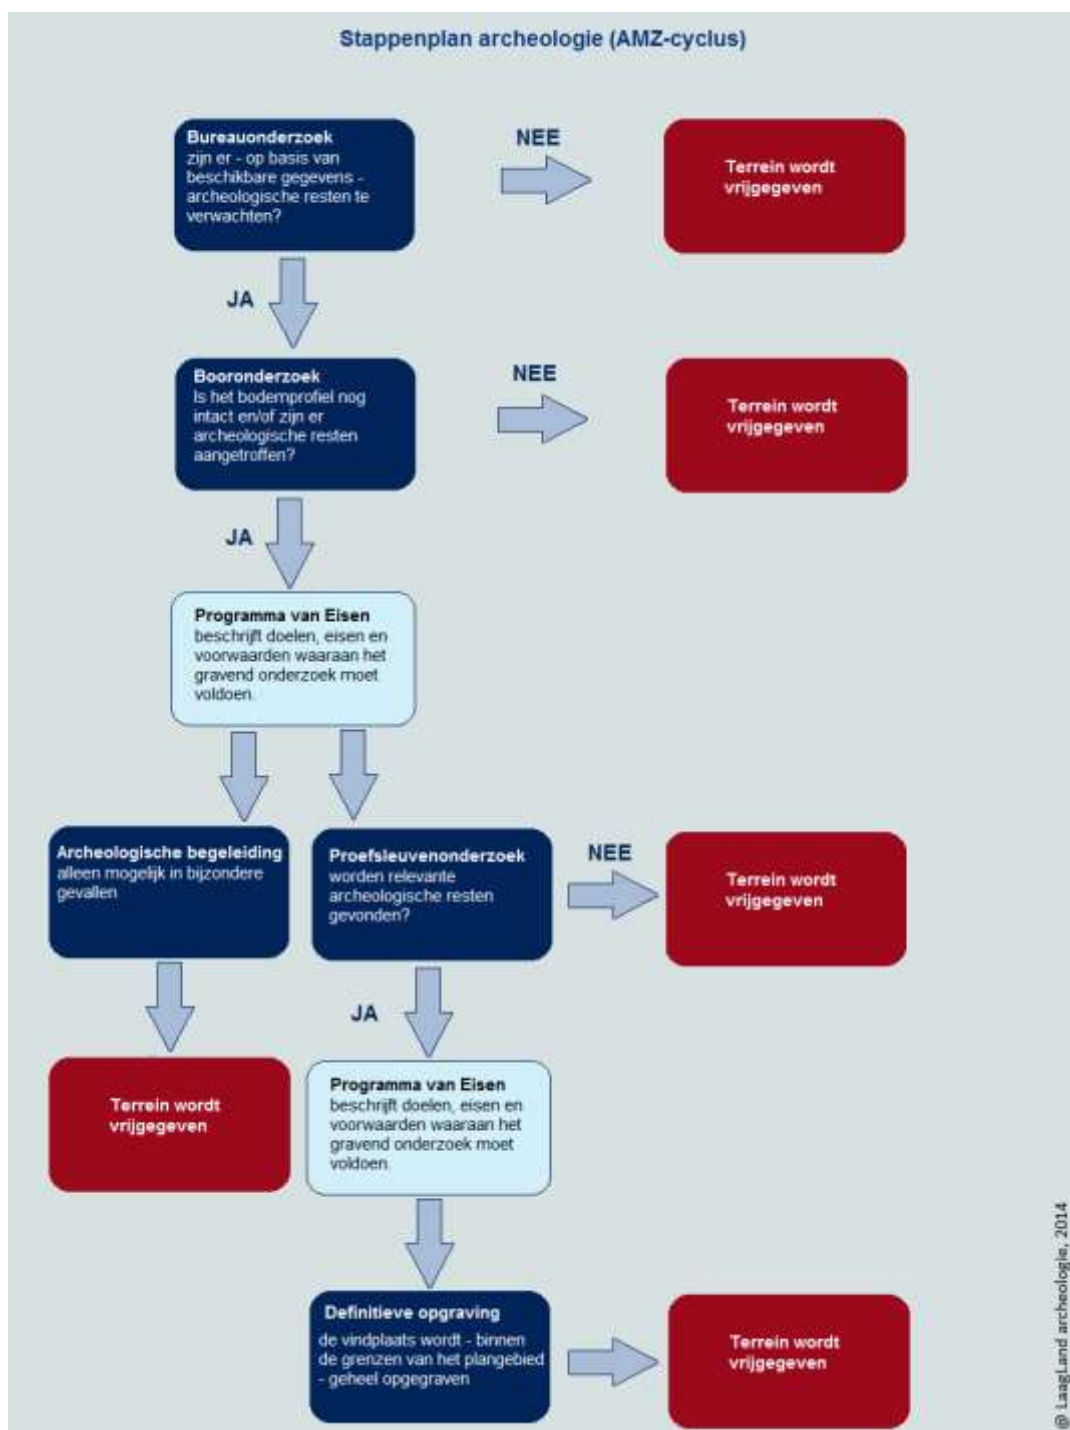 Stappenplan archeologie (AMZ-cyclus)
Bureauonderzoek
zijn er - op basis van
beschikbare gegevens -
archeologische resten te
verwachten?
NEE
Terrein wordt
vrijgegeven
JA
Booronderzoek
Is het bodemprofiel nog
intact en/of zijn er
archeologische resten
aangetroffen?
NEE
Terrein wordt
vrijgegeven
JA
Programma van Eisen
beschrijft doelen, eisen en
voorwaarden waaraan het
gravend onderzoek moet
voldoen.
Archeologische begeleiding
alleen mogelijk in bijzondere
gevallen
Proefsleuvenonderzoek
worden relevante
archeologische resten
gevonden?
NEE
Terrein wordt
vrijgegeven
JA
Terrein wordt
vrijgegeven
Programma van Eisen
beschrijft doelen, eisen en
voorwaarden waaraan het
gravend onderzoek moet
voldoen.
Definitieve opgraving
de vindplaats wordt - binnen
de grenzen van het plangebied
- geheel opgegraven
Terrein wordt
vrijgegeven
@ LaagLand archeologie, 2014